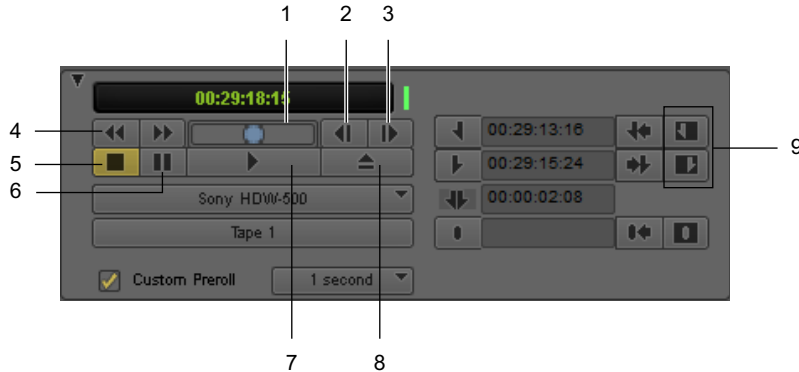 1 2 3
00:29:18:15
4
00:29:13:16
9
5
00:29:15:24
6
Sony HDW-500
00:00:02:08
Tape 1
Custom Preroll
1 second
7 8